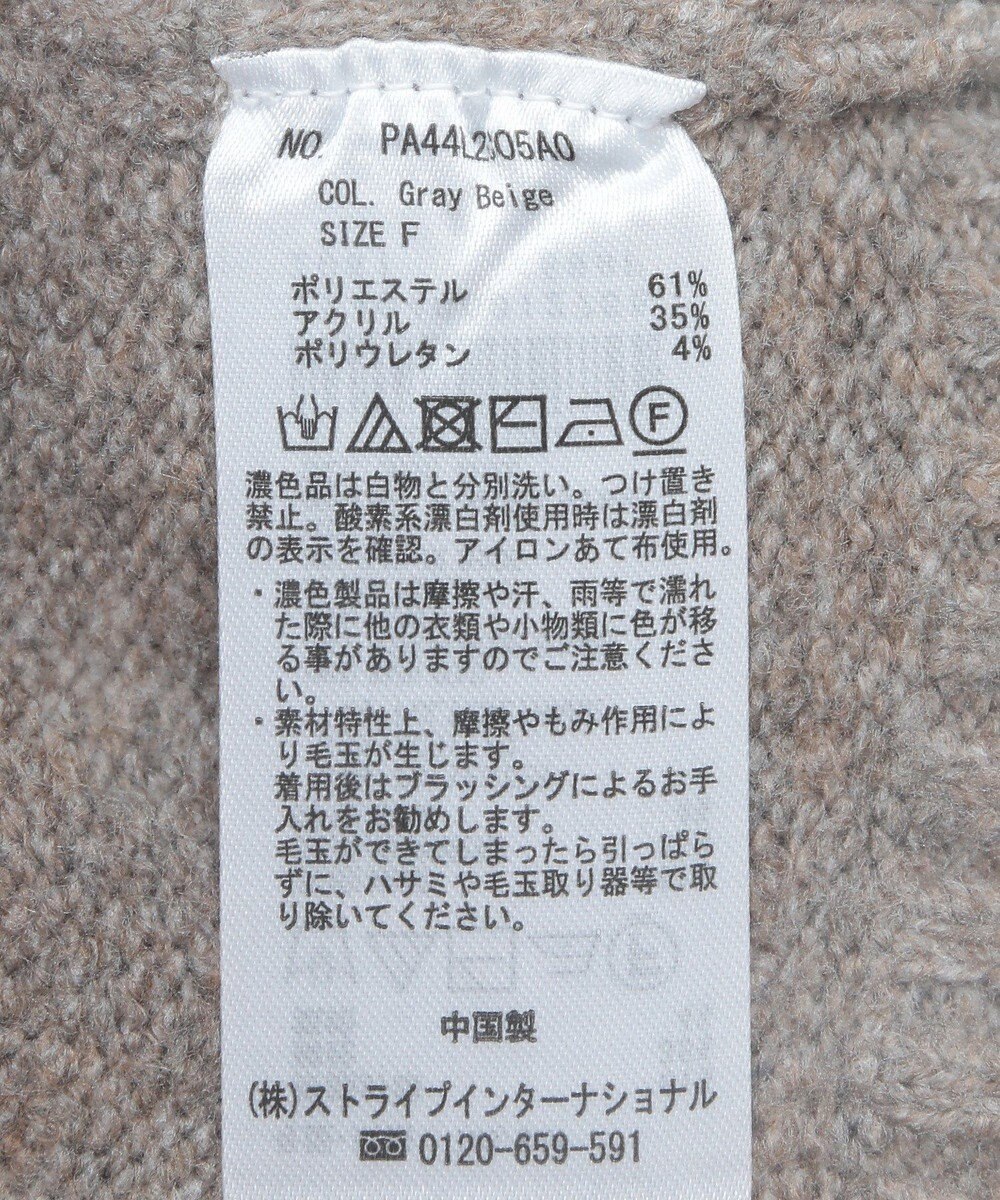 NO. PA44L2305A0
COL. Gray Beige
SIZE F
ポリエステル 61%
アクリル 35%
ポリウレタン 4%
F
濃色品は白物と分別洗い。つけ置き
禁止。酸素系漂白剤使用時は漂白剤
の表示を確認。アイロンあて布使用。
・濃色製品は摩擦や汗、雨等で濡れ
た際に他の衣類や小物類に色が移
る事がありますのでご注意くださ
い。
・素材特性上、摩擦やもみ作用によ
り毛玉が生じます。
着用後はブラッシングによるお手
入れをお勧めします。
毛玉ができてしまったら引っぱら
ずに、ハサミや毛玉取り器等で取
り除いてください。
中国製
(株)ストライプインターナショナル
0120-659-591